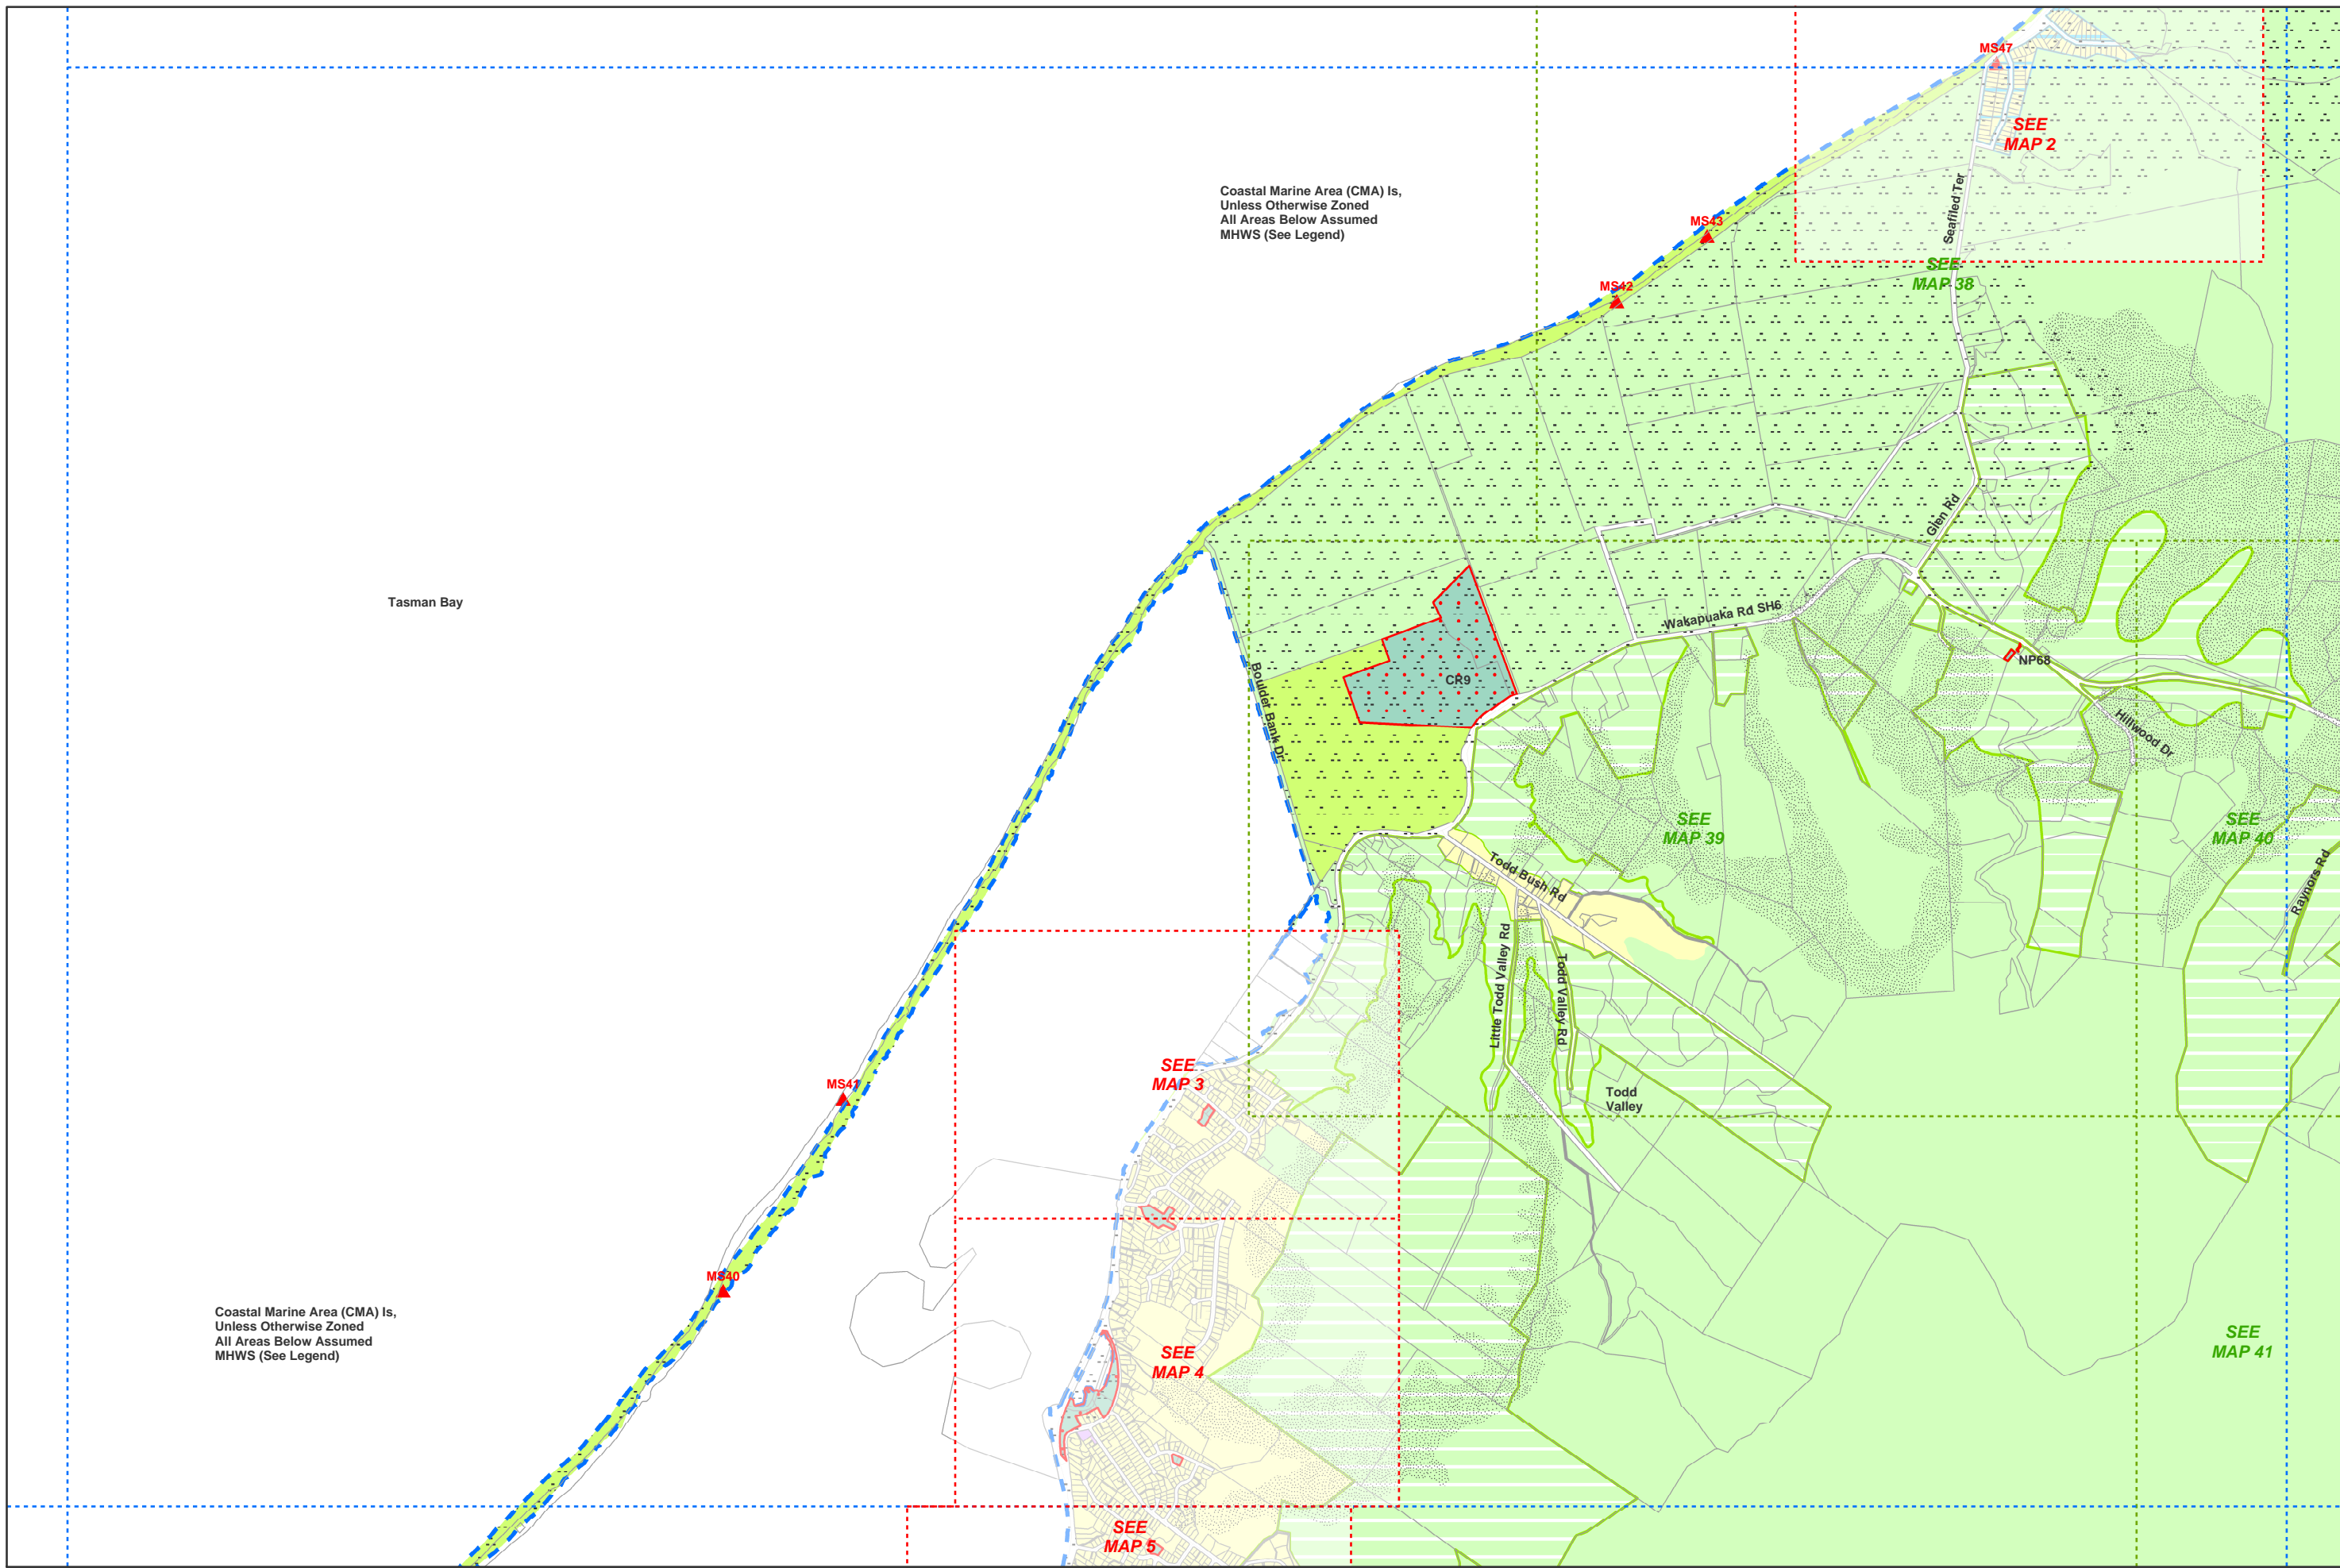 MS47
SEE
MAP 2
Coastal Marine Area (CMA) Is,
Unless Otherwise Zoned
All Areas Below Assumed
MHWS (See Legend)
Seafiled Ter
MS43
SEE
MAP 38
MS42
Glen Rd
Tasman Bay
Wakapuaka Rd SH6
NP68
CR9
Boulder Bank Dr
Hillwood Dr
SEE
MAP 39
SEE
MAP 40
Todd Bush Rd
Raynors Rd
Little Todd Valley Rd
Todd Valley Rd
SEE
MAP 3
MS41
Todd
Valley
MS40
Coastal Marine Area (CMA) Is,
Unless Otherwise Zoned
All Areas Below Assumed
MHWS (See Legend)
SEE
MAP 4
SEE
MAP 41
SEE
MAP 5